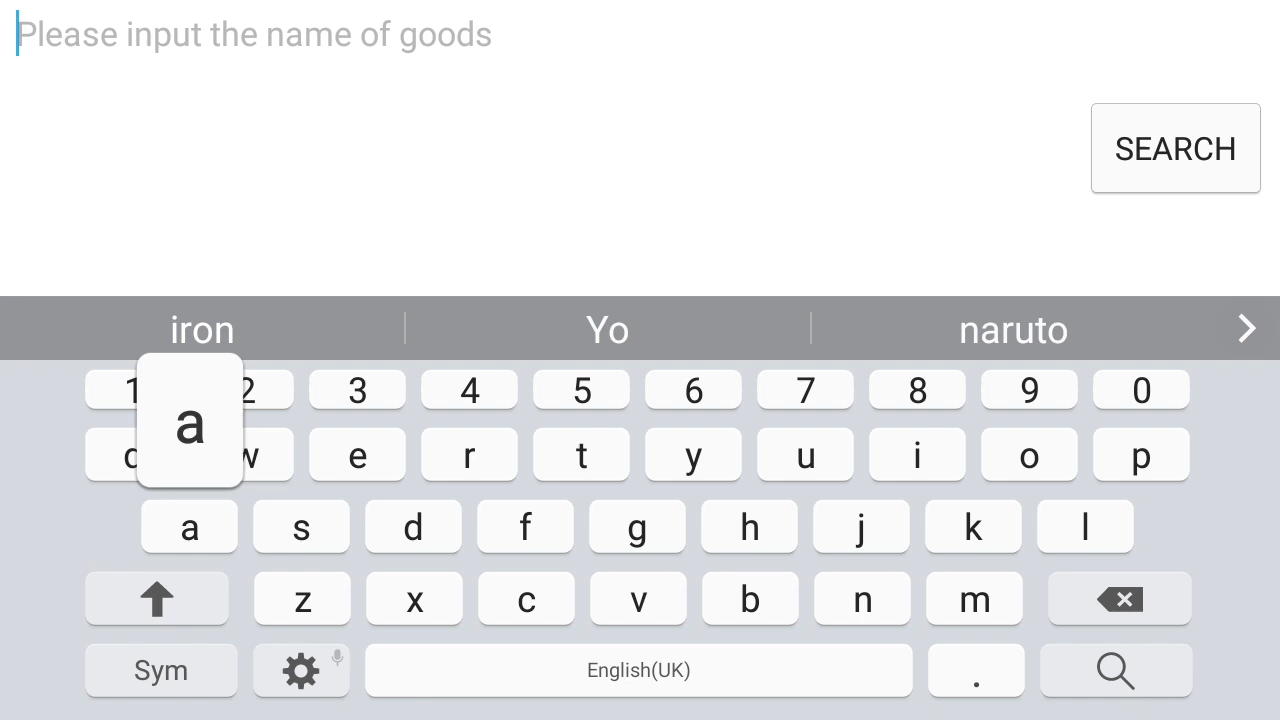 Please input the name of goods
SEARCH
iron Yo naruto
1 2 3 4 5 6 7 8 9 0
a
w e r t y u i o p
a s d f g h j k l
z x c v b n m
Sym English(UK) .